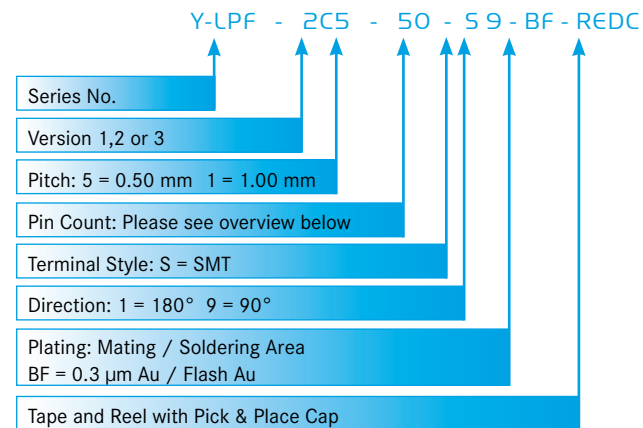 Y-LPF - 2C5 - 50 - S 9 - BF - REDC
Series No.
Version 1,2 or 3
Pitch: 5 = 0.50 mm 1 = 1.00 mm
Pin Count: Please see overview below
Terminal Style: S = SMT
Direction: 1 = 180° 9 = 90°
Plating: Mating / Soldering Area
BF = 0.3 µm Au / Flash Au
Tape and Reel with Pick & Place Cap